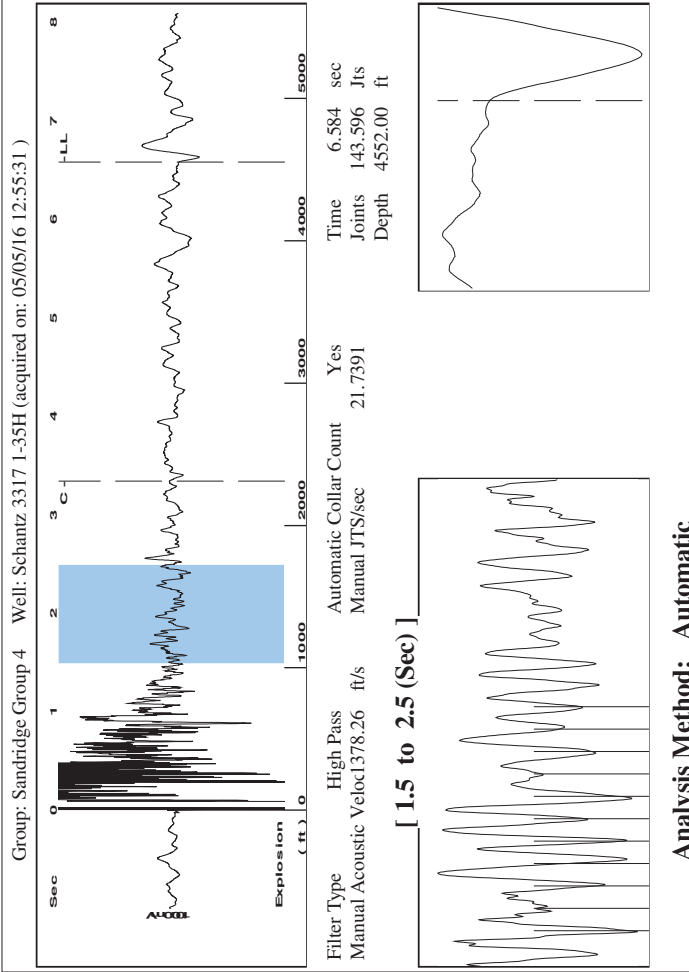 Group: Sandridge Group 4 Well: Schantz 3317 1-35H (acquired on: 05/05/16 12:55:31 )
Sec 0 1 2 3 4 5 6 7 8
C
LL
Explosion
( ft ) 0 1000 2000 3000 4000 5000
Filter Type High Pass Automatic Collar Count Yes Time 6.584 sec
Manual Acoustic Veloc1378.26 ft/s Manual JTS/sec 21.7391 Joints 143.596 Jts
Depth 4552.00 ft
[ 1.5 to 2.5 (Sec) ]
Analysis Method: Automatic